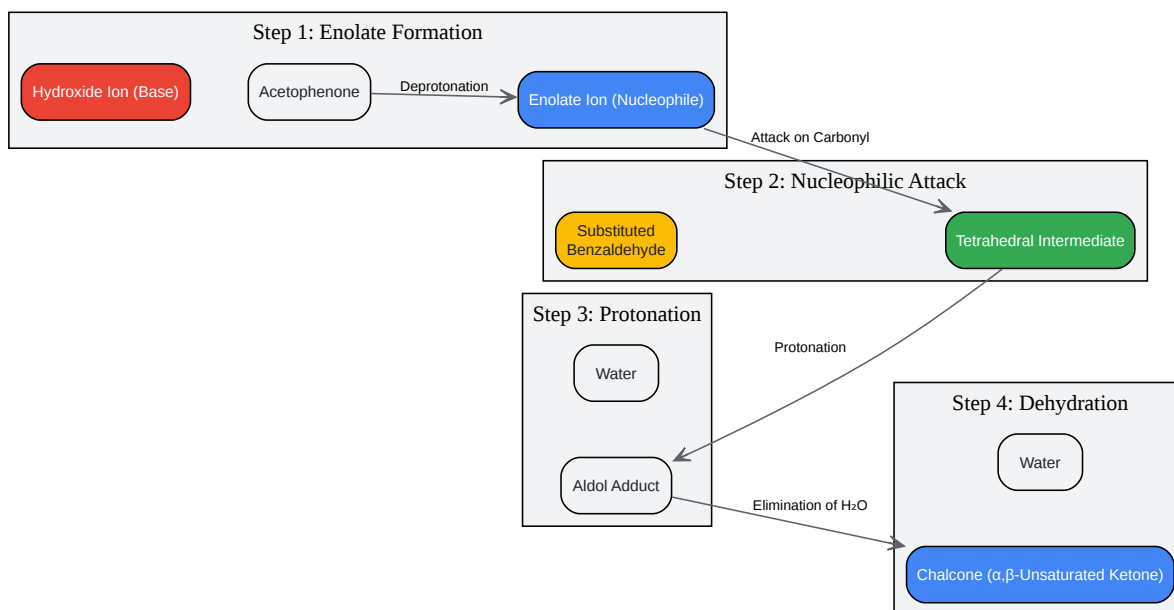 Step 1: Enolate Formation
Hydroxide Ion (Base)
Acetophenone
Deprotonation
Enolate Ion (Nucleophile)
Attack on Carbonyl
Step 2: Nucleophilic Attack
Substituted
Benzaldehyde
Tetrahedral Intermediate
Step 3: Protonation
Water
Protonation
Aldol Adduct
Elimination of H₂O
Step 4: Dehydration
Water
Chalcone (α,β-Unsaturated Ketone)